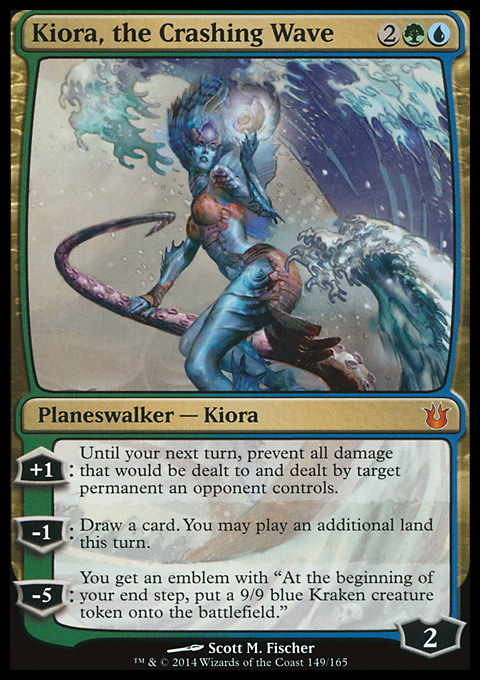 Kiora, the Crashing Wave 2
Planeswalker — Kiora
+1: Until your next turn, prevent all damage
that would be dealt to and dealt by target
permanent an opponent controls.
-1: Draw a card. You may play an additional land
this turn.
-5: You get an emblem with “At the beginning of
your end step, put a 9/9 blue Kraken creature
token onto the battlefield.”
2
Scott M. Fischer
™ & © 2014 Wizards of the Coast 149/165